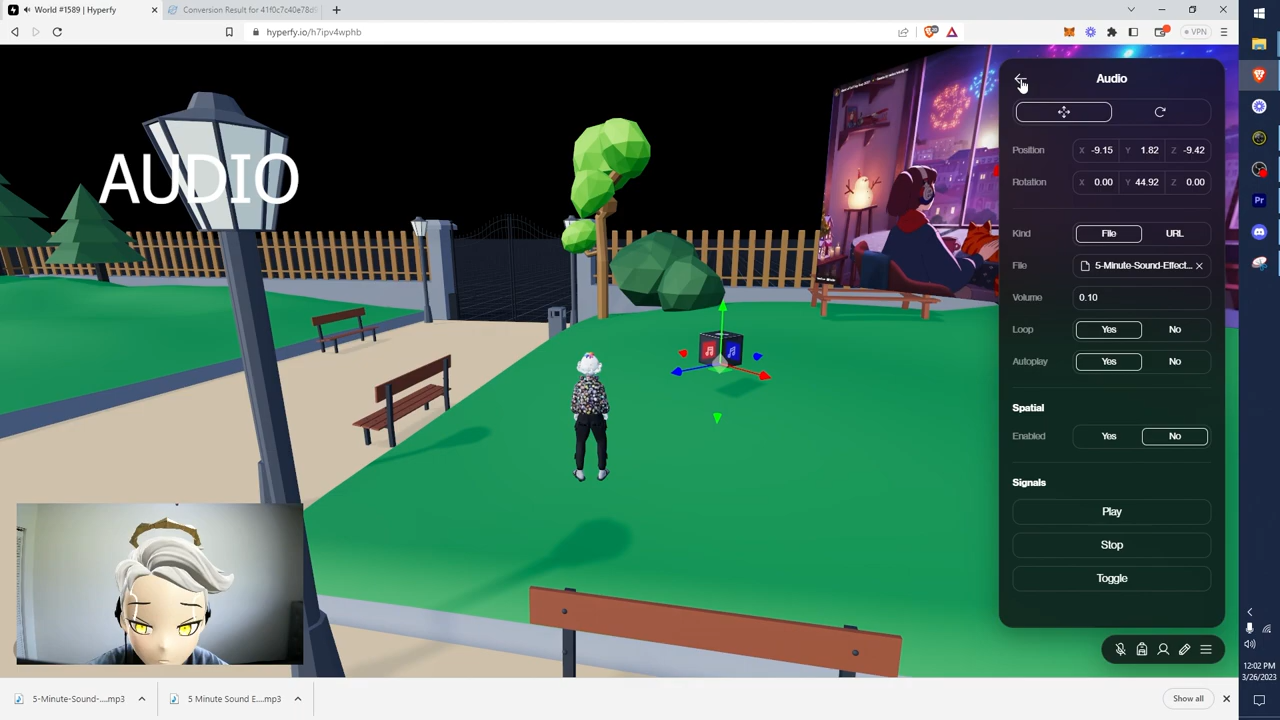 World #1589 | Hyperfy
Conversion Result for 41f0c7c40e78d
hyperfy.io/h7ipv4wphb
VPN
AUDIO
Audio
Position X -9.15 Y 1.82 Z -9.42
Rotation X 0.00 Y 44.92 Z 0.00
Kind File URL
File 5-Minute-Sound-Effect...
Volume 0.10
Loop Yes No
Autoplay Yes No
Spatial
Enabled Yes No
Signals
Play
Stop
Toggle
Pr
12:02 PM
3/26/2023
5-Minute-Sound-....mp3
5 Minute Sound E....mp3
Show all